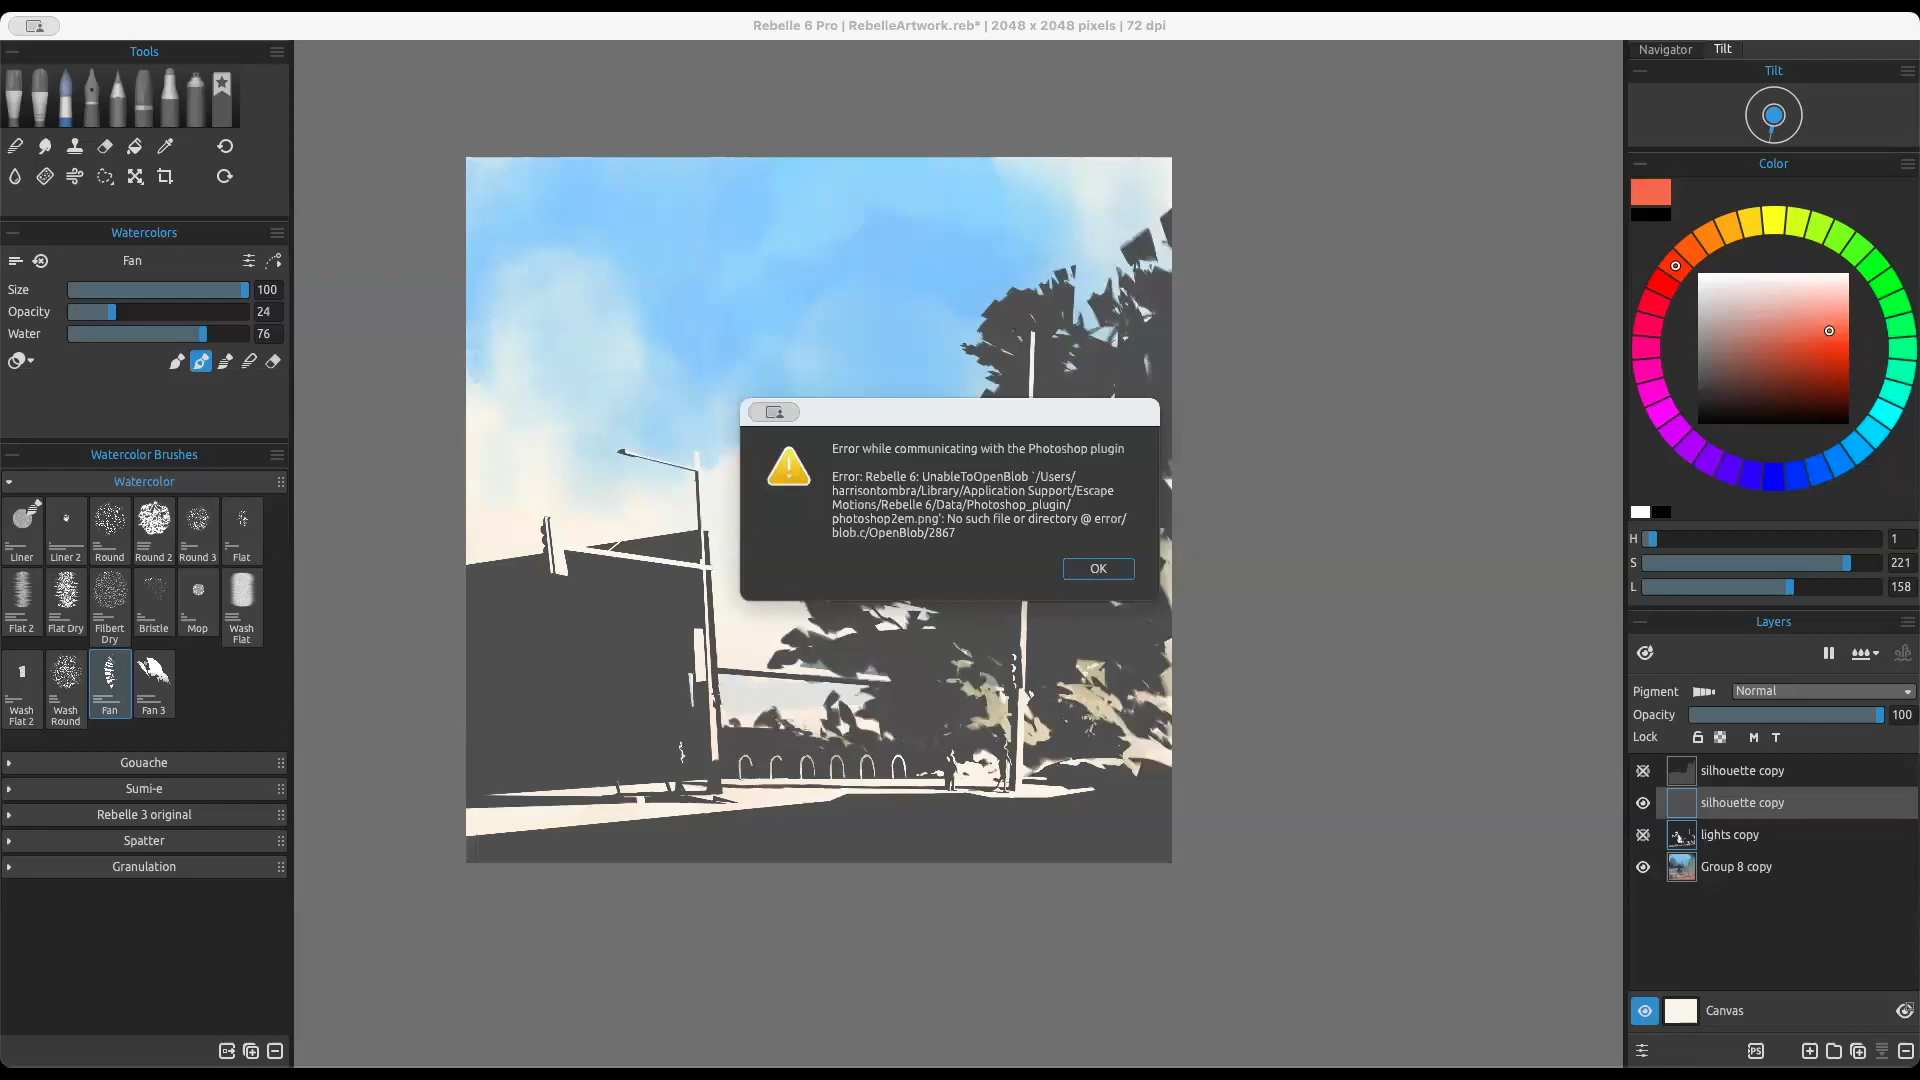 Rebelle 6 Pro | RebelleArtwork.reb* | 2048 x 2048 pixels | 72 dpi
Tools
Watercolors
Fan
Size 100
Opacity 24
Water 76
Watercolor Brushes
Watercolor
Liner Liner 2 Round Round 2 Round 3 Flat
Flat 2 Flat Dry Filbert Dry Bristle Mop Wash Flat
Wash Flat 2 Wash Round Fan Fan 3
Gouache
Sumi-e
Rebelle 3 original
Spatter
Granulation
Error while communicating with the Photoshop plugin
Error: Rebelle 6: UnableToOpenBlob `/Users/
harrisontombra/Library/Application Support/Escape
Motions/Rebelle 6/Data/Photoshop_plugin/
photoshop2em.png': No such file or directory @ error/
blob.c/OpenBlob/2867
OK
Navigator Tilt
Tilt
Color
H 1
S 221
L 158
Layers
Pigment Normal
Opacity 100
Lock M T
silhouette copy
silhouette copy
lights copy
Group 8 copy
Canvas
PS